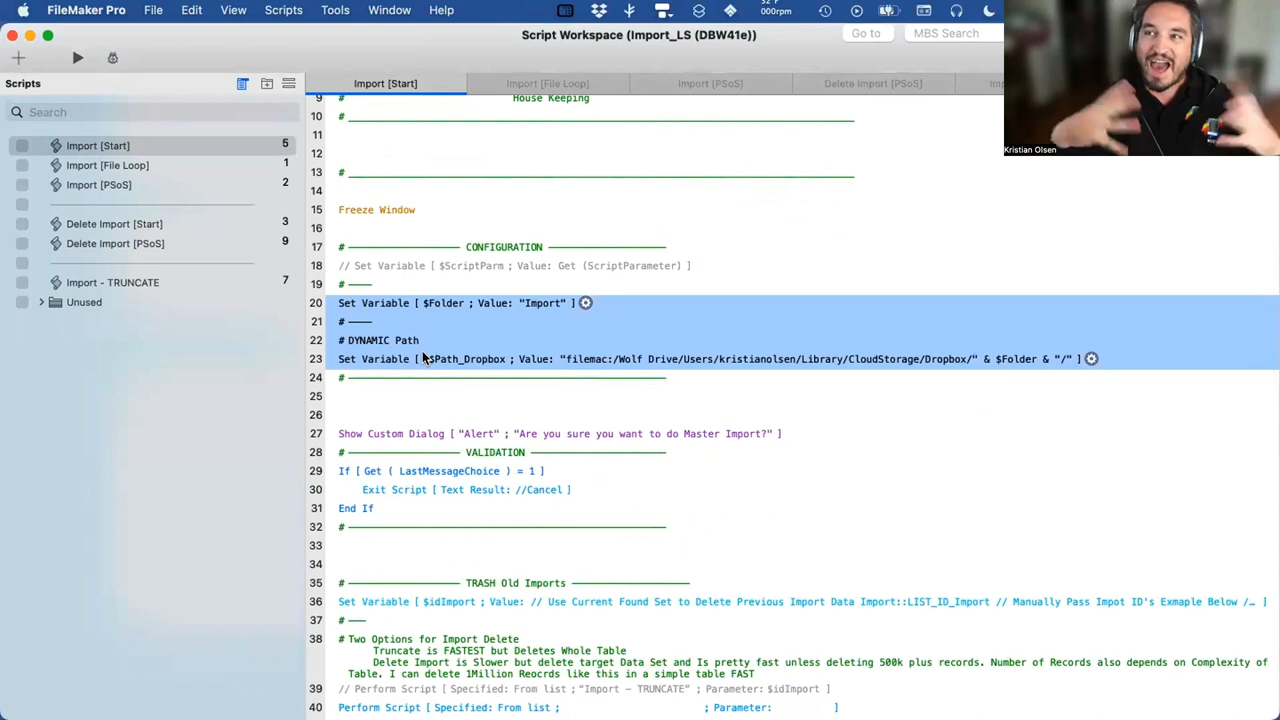 FileMaker Pro File Edit View Scripts Tools Window Help 000rpm
Script Workspace (Import_LS (DBW41e))
Go to
MBS Search
Scripts
Import [Start]
Import [File Loop]
Import [PSoS]
Delete Import [PSoS]
Search
Import [Start] 5
Import [File Loop] 1
Import [PSoS] 2
Delete Import [Start] 3
Delete Import [PSoS] 9
Import - TRUNCATE 7
Unused
9 # House Keeping
10 #
11
12
13 #
14
15 Freeze Window
16
17 # CONFIGURATION
18 // Set Variable [ $ScriptParm ; Value: Get (ScriptParameter) ]
19 #
20 Set Variable [ $Folder ; Value: "Import" ]
21 #
22 # DYNAMIC Path
23 Set Variable [ $Path_Dropbox ; Value: "filemac:/Wolf Drive/Users/kristianolsen/Library/CloudStorage/Dropbox/" & $Folder & "/" ]
24 #
25
26
27 Show Custom Dialog [ "Alert" ; "Are you sure you want to do Master Import?" ]
28 # VALIDATION
29 If [ Get ( LastMessageChoice ) = 1 ]
30 Exit Script [ Text Result: //Cancel ]
31 End If
32 #
33
34
35 # TRASH Old Imports
36 Set Variable [ $idImport ; Value: // Use Current Found Set to Delete Previous Import Data Import::LIST_ID_Import // Manually Pass Impot ID's Exmaple Below /… ]
37 #
38 # Two Options for Import Delete
Truncate is FASTEST but Deletes Whole Table
Delete Import is Slower but delete target Data Set and Is pretty fast unless deleting 500k plus records. Number of Records also depends on Complexity of
Table. I can delete 1Million Reocrds like this in a simple table FAST
39 // Perform Script [ Specified: From list ; "Import - TRUNCATE" ; Parameter: $idImport ]
40 Perform Script [ Specified: From list ; ; Parameter: ]
Kristian Olsen